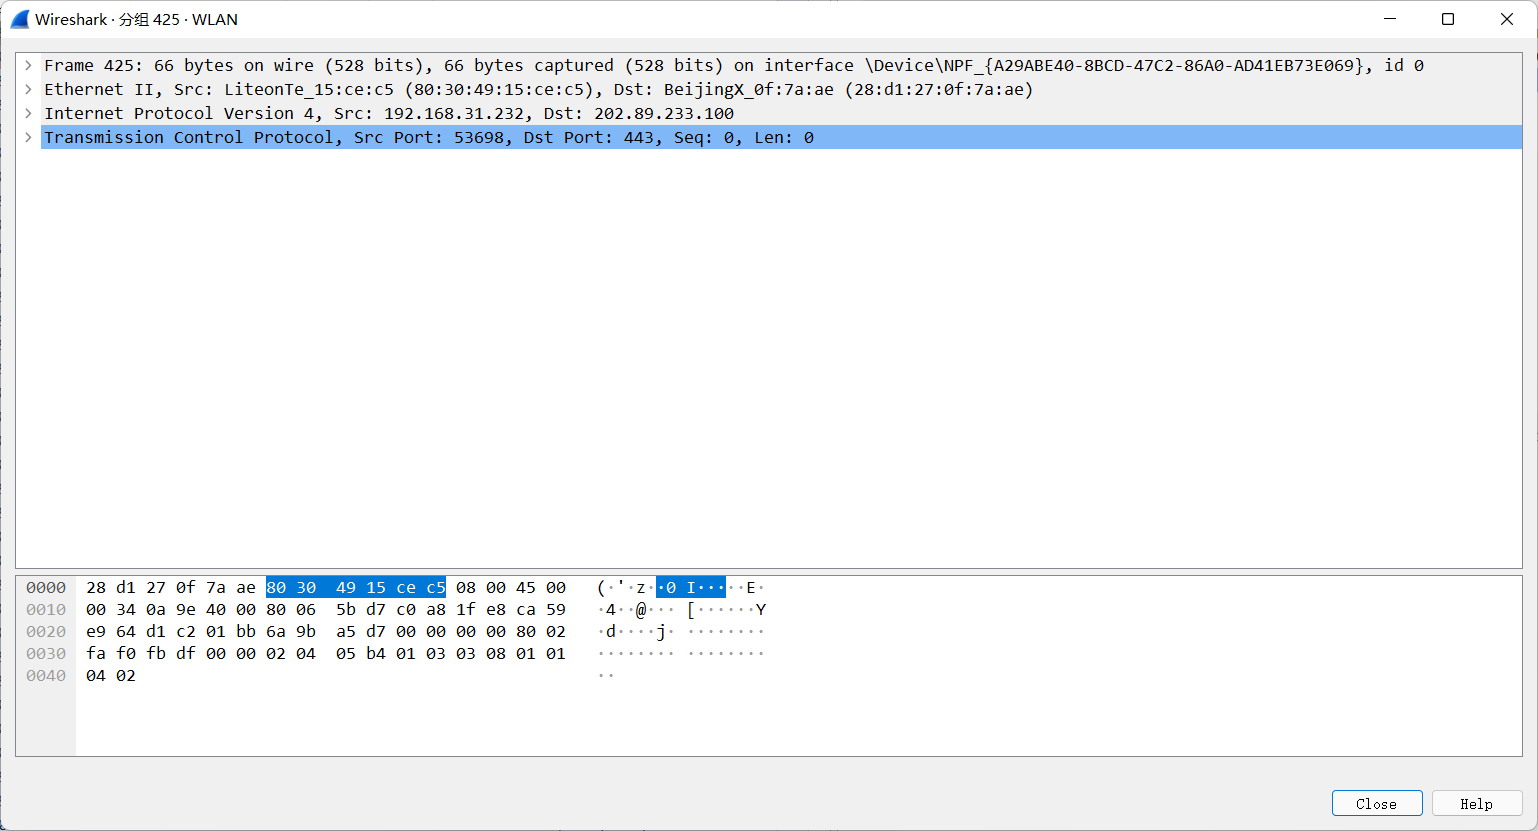 Wireshark · 分组 425 · WLAN
Frame 425: 66 bytes on wire (528 bits), 66 bytes captured (528 bits) on interface \Device\NPF_{A29ABE40-8BCD-47C2-86A0-AD41EB73E069}, id 0
Ethernet II, Src: LiteonTe_15:ce:c5 (80:30:49:15:ce:c5), Dst: BeijingX_0f:7a:ae (28:d1:27:0f:7a:ae)
Internet Protocol Version 4, Src: 192.168.31.232, Dst: 202.89.233.100
Transmission Control Protocol, Src Port: 53698, Dst Port: 443, Seq: 0, Len: 0
0000 28 d1 27 0f 7a ae 80 30 49 15 ce c5 08 00 45 00 (·'·z··0 I·····E·
0010 00 34 0a 9e 40 00 80 06 5b d7 c0 a8 1f e8 ca 59 ·4··@··· [······Y
0020 e9 64 d1 c2 01 bb 6a 9b a5 d7 00 00 00 00 80 02 ·d····j· ········
0030 fa f0 fb df 00 00 02 04 05 b4 01 03 03 08 01 01 ········ ········
0040 04 02 ··
Close Help